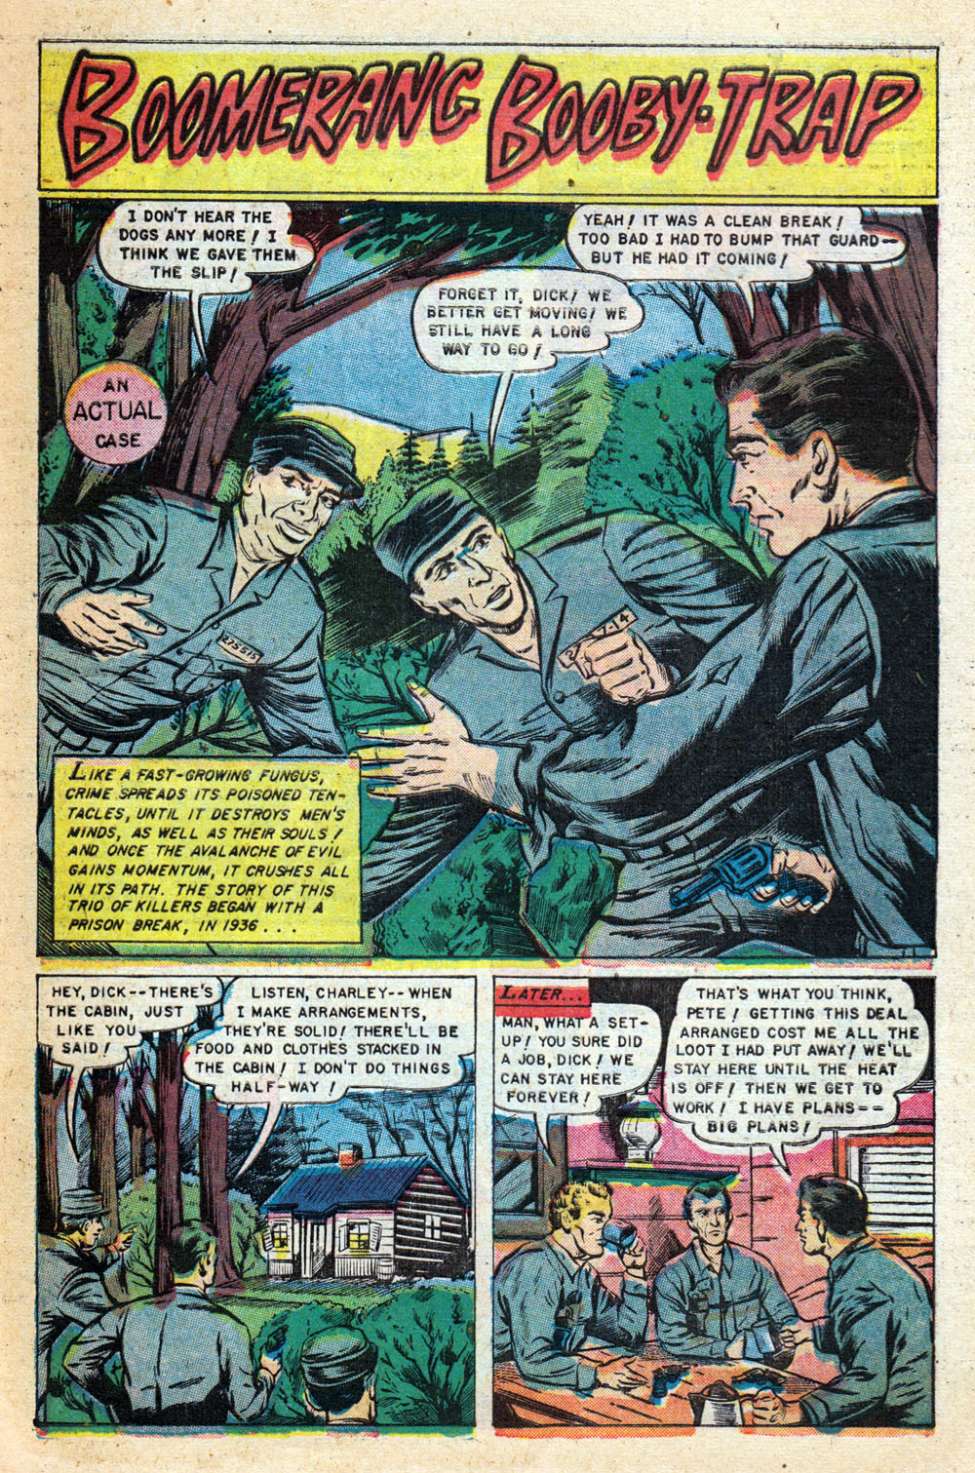 BOOMERANG BOOBY-TRAP
I DON'T HEAR THE
DOGS ANY MORE! I
THINK WE GAVE THEM
THE SLIP!
FORGET IT, DICK! WE
BETTER GET MOVING! WE
STILL HAVE A LONG
WAY TO GO!
YEAH! IT WAS A CLEAN BREAK!
TOO BAD I HAD TO BUMP THAT GUARD--
BUT HE HAD IT COMING!
AN
ACTUAL
CASE
275515
LIKE A FAST-GROWING FUNGUS,
CRIME SPREADS ITS POISONED TEN-
TACLES, UNTIL IT DESTROYS MEN'S
MINDS, AS WELL AS THEIR SOULS!
AND ONCE THE AVALANCHE OF EVIL
GAINS MOMENTUM, IT CRUSHES ALL
IN ITS PATH. THE STORY OF THIS
TRIO OF KILLERS BEGAN WITH A
PRISON BREAK, IN 1936 . . .
HEY, DICK--THERE'S
THE CABIN, JUST
LIKE YOU
SAID!
LISTEN, CHARLEY--WHEN
I MAKE ARRANGEMENTS,
THEY'RE SOLID! THERE'LL BE
FOOD AND CLOTHES STACKED IN
THE CABIN! I DON'T DO THINGS
HALF-WAY!
LATER...
MAN, WHAT A SET-
UP! YOU SURE DID
A JOB, DICK! WE
CAN STAY HERE
FOREVER!
THAT'S WHAT YOU THINK,
PETE! GETTING THIS DEAL
ARRANGED COST ME ALL THE
LOOT I HAD PUT AWAY! WE'LL
STAY HERE UNTIL THE HEAT
IS OFF! THEN WE GET TO
WORK! I HAVE PLANS--
BIG PLANS!